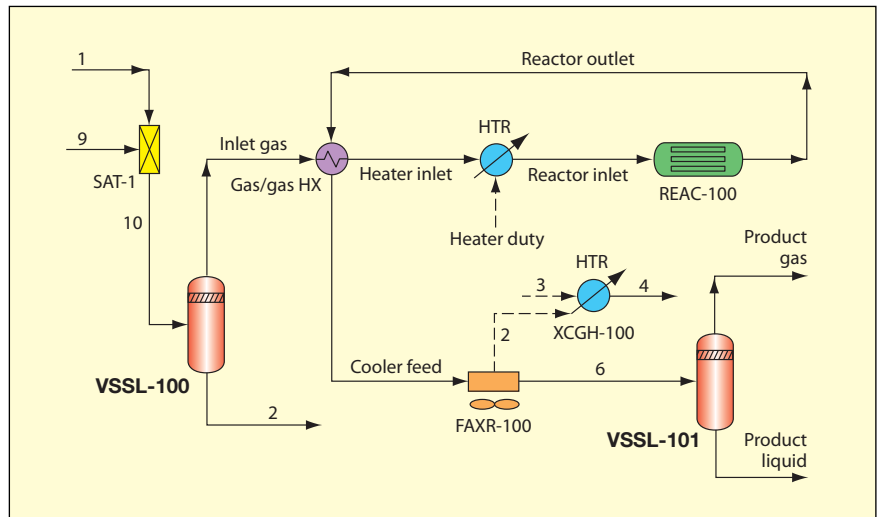 1
Reactor outlet
9
Inlet gas
HTR
SAT-1
Gas/gas HX
Heater inlet
Reactor inlet
REAC-100
10
Heater duty
Product
gas
HTR
3
4
XCGH-100
2
Cooler feed
6
VSSL-100
FAXR-100
2
VSSL-101
Product
liquid